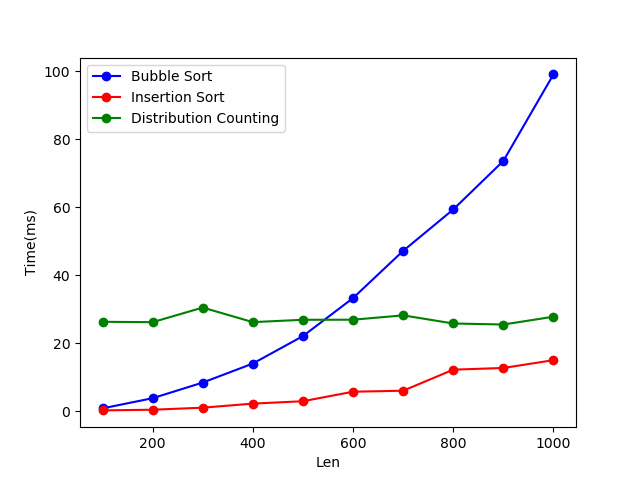 Bubble Sort
Insertion Sort
Distribution Counting
100
80
60
40
20
0
Time(ms)
200 400 600 800 1000
Len